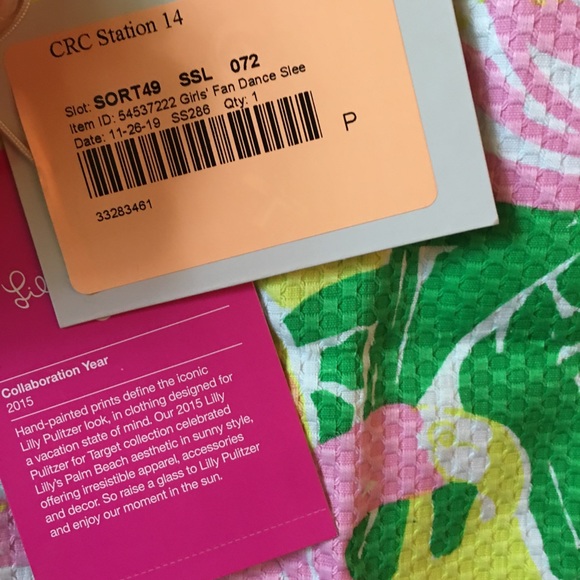 CRC Station 14
Slot: SORT49 SSL 072
Item ID: 54537222 Girls' Fan Dance Slee
Date: 11-26-19 SS286 Qty: 1
P
33283461
Lil
Collaboration Year
2015
Hand-painted prints define the iconic
Lilly Pulitzer look, in clothing designed for
a vacation state of mind. Our 2015 Lilly
Pulitzer for Target collection celebrated
Lilly's Palm Beach aesthetic in sunny style,
offering irresistible apparel, accessories
and decor. So raise a glass to Lilly Pulitzer
and enjoy our moment in the sun.